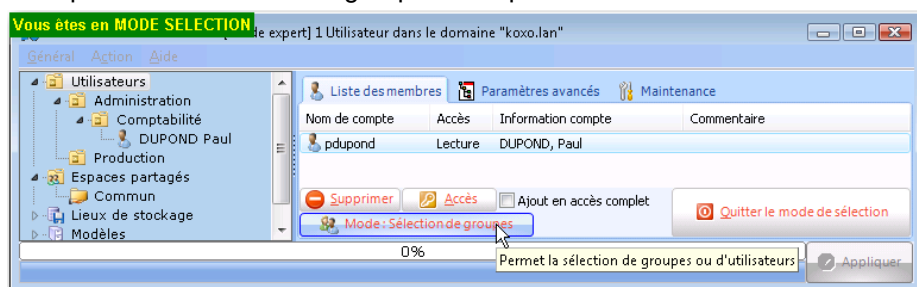 Vous êtes en MODE SELECTION
e expert] 1 Utilisateur dans le domaine "koxo.lan"
Général Action Aide
Utilisateurs
Administration
Comptabilité
DUPOND Paul
Production
Espaces partagés
Commun
Lieux de stockage
Modèles
Liste des membres Paramètres avancés Maintenance
Nom de compte Accès Information compte Commentaire
pdupond Lecture DUPOND, Paul
Supprimer Accès Ajout en accès complet
Mode : Sélection de groupes
Quitter le mode de sélection
0%
Permet la sélection de groupes ou d'utilisateurs
Appliquer